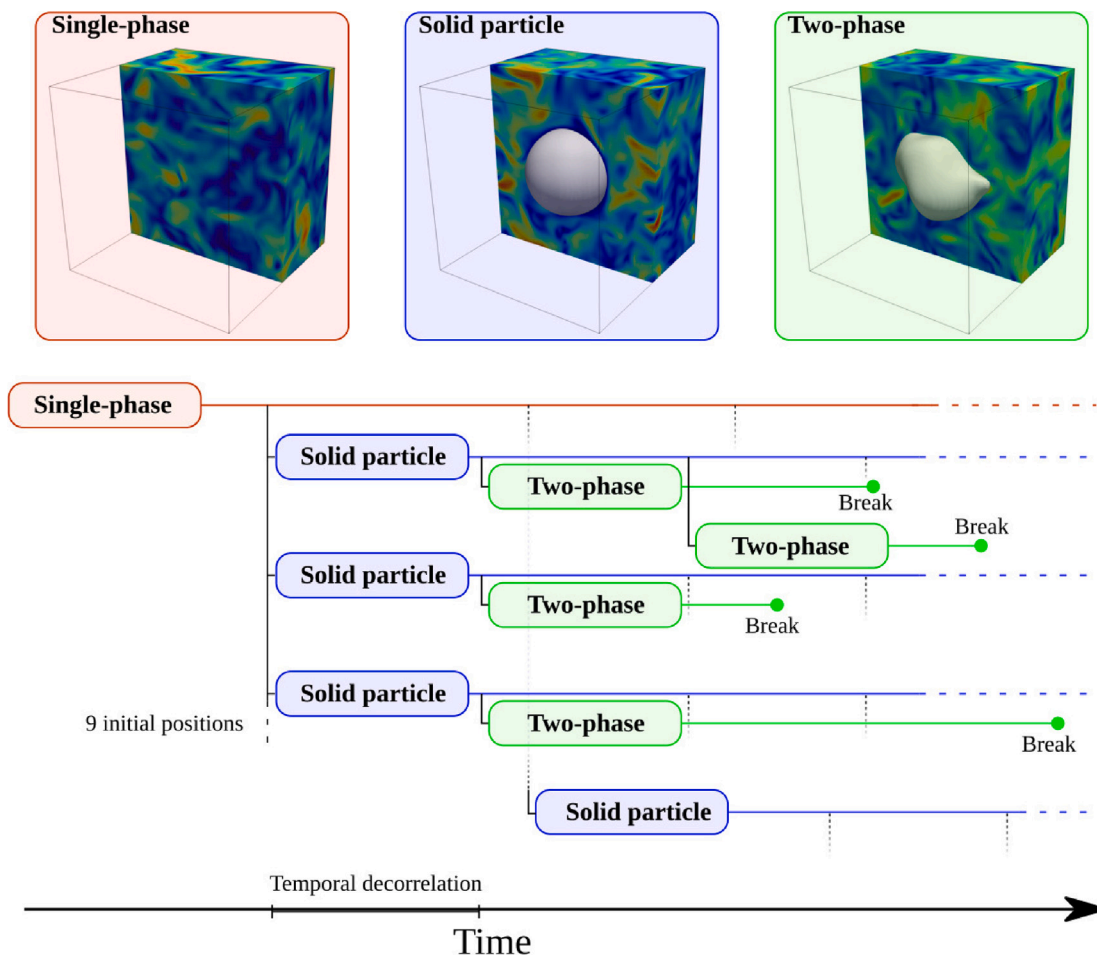 Single-phase
Solid particle
Two-phase
Single-phase
Solid particle
Two-phase
Break
Break
Two-phase
Solid particle
Two-phase
Break
Solid particle
9 initial positions
Two-phase
Break
Solid particle
Temporal decorrelation
Time